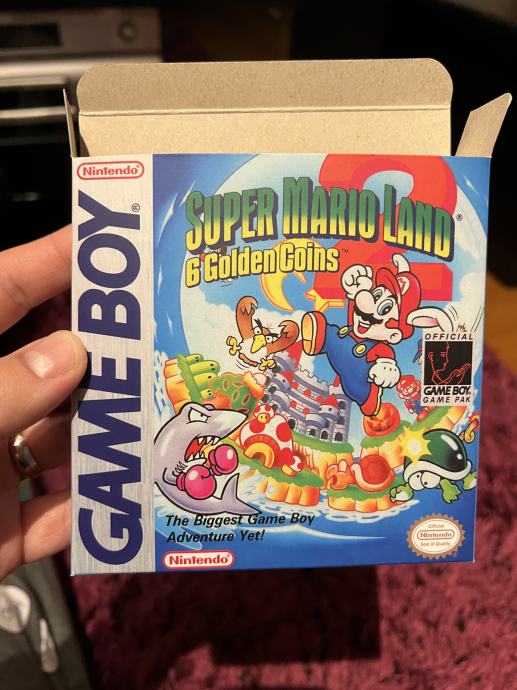 Nintendo®
GAME BOY®
2
SUPER MARIO LAND®
6 Golden Coins™
OFFICIAL
GAME BOY
GAME PAK
The Biggest Game Boy
Adventure Yet!
Nintendo®
Official
Nintendo
Seal of Quality